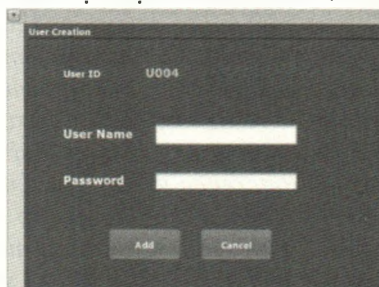 User Creation
User ID U004
User Name
Password
Add Cancel